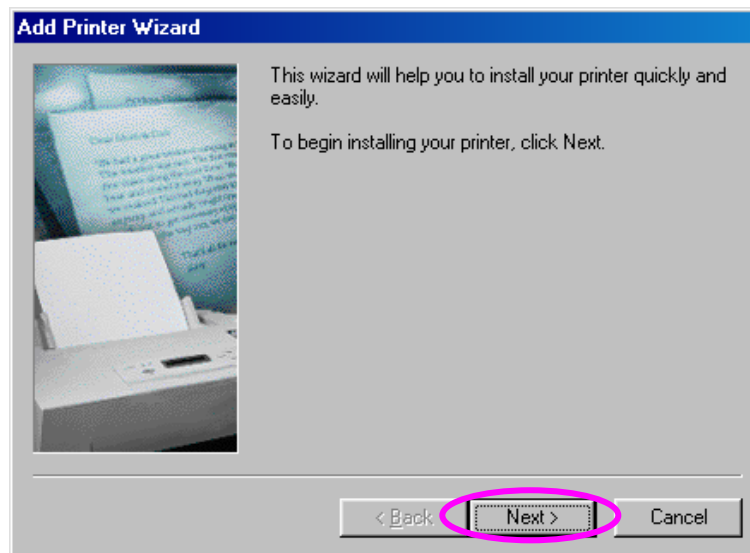 Add Printer Wizard
This wizard will help you to install your printer quickly and
easily.
To begin installing your printer, click Next.
< Back
Next >
Cancel